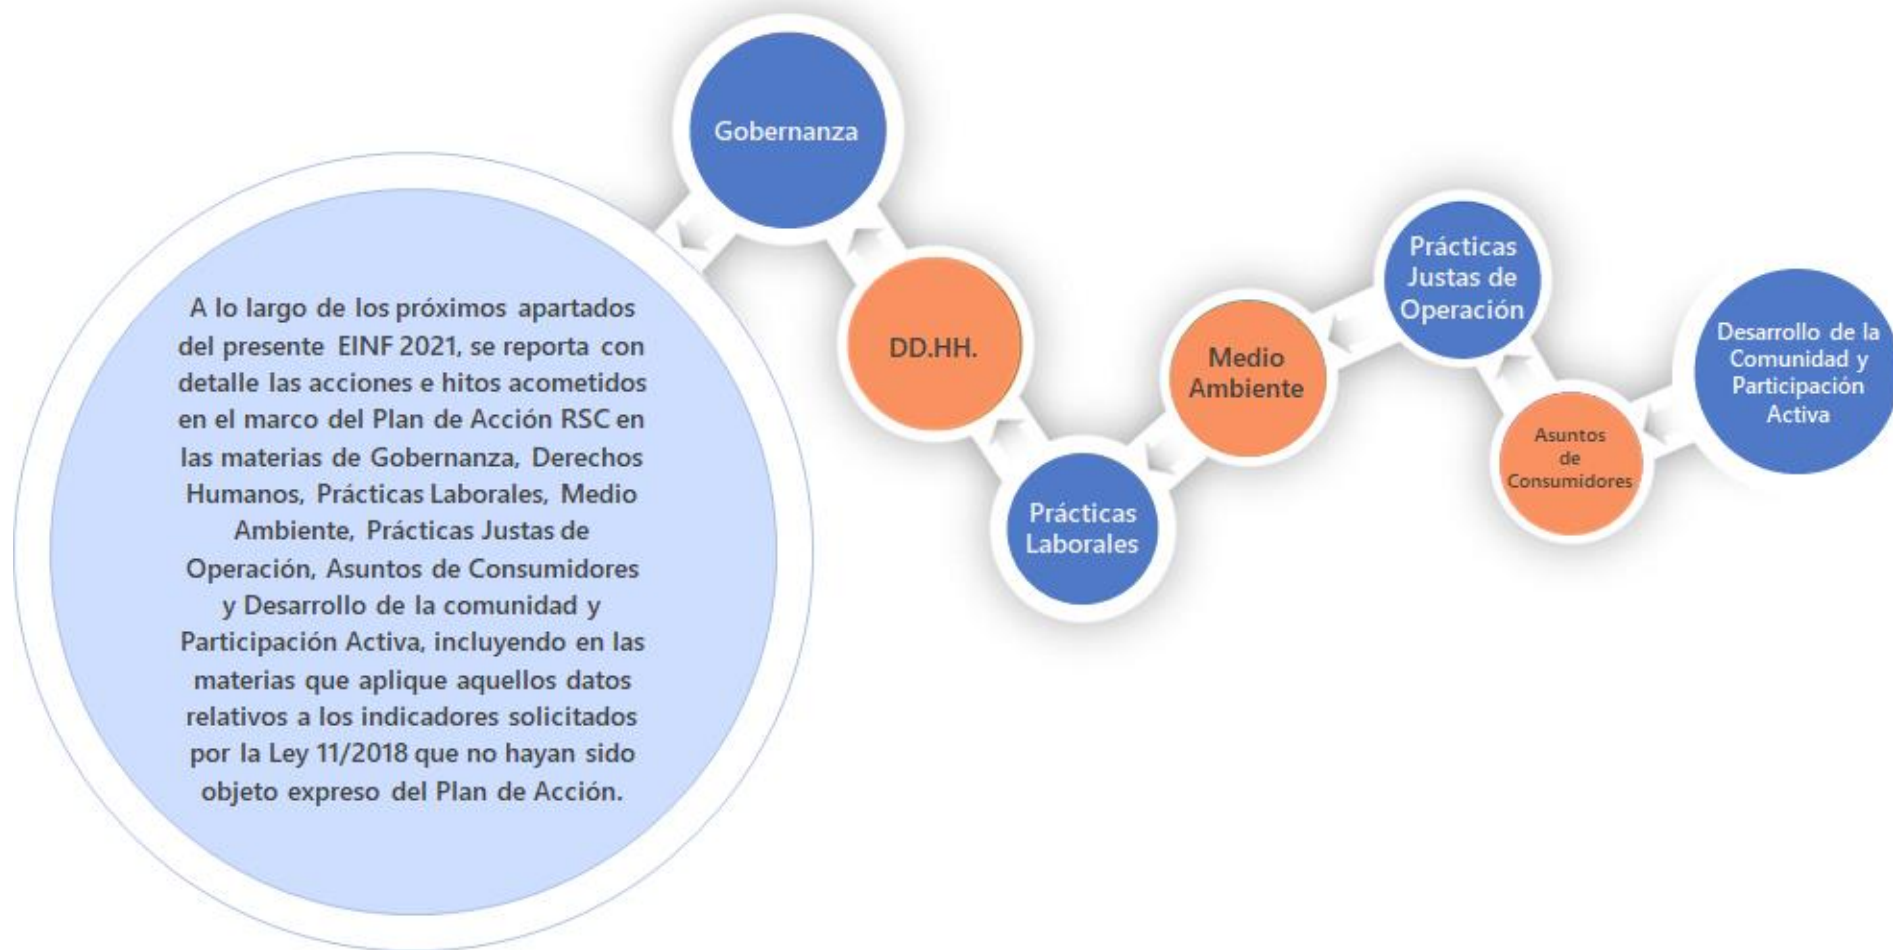 A lo largo de los próximos apartados
del presente EINF 2021, se reporta con
detalle las acciones e hitos acometidos
en el marco del Plan de Acción RSC en
las materias de Gobernanza, Derechos
Humanos, Prácticas Laborales, Medio
Ambiente, Prácticas Justas de
Operación, Asuntos de Consumidores
y Desarrollo de la comunidad y
Participación Activa, incluyendo en las
materias que aplique aquellos datos
relativos a los indicadores solicitados
por la Ley 11/2018 que no hayan sido
objeto expreso del Plan de Acción.
Gobernanza
DD.HH.
Prácticas
Laborales
Medio
Ambiente
Prácticas
Justas de
Operación
Asuntos
de
Consumidores
Desarrollo de la
Comunidad y
Participación
Activa